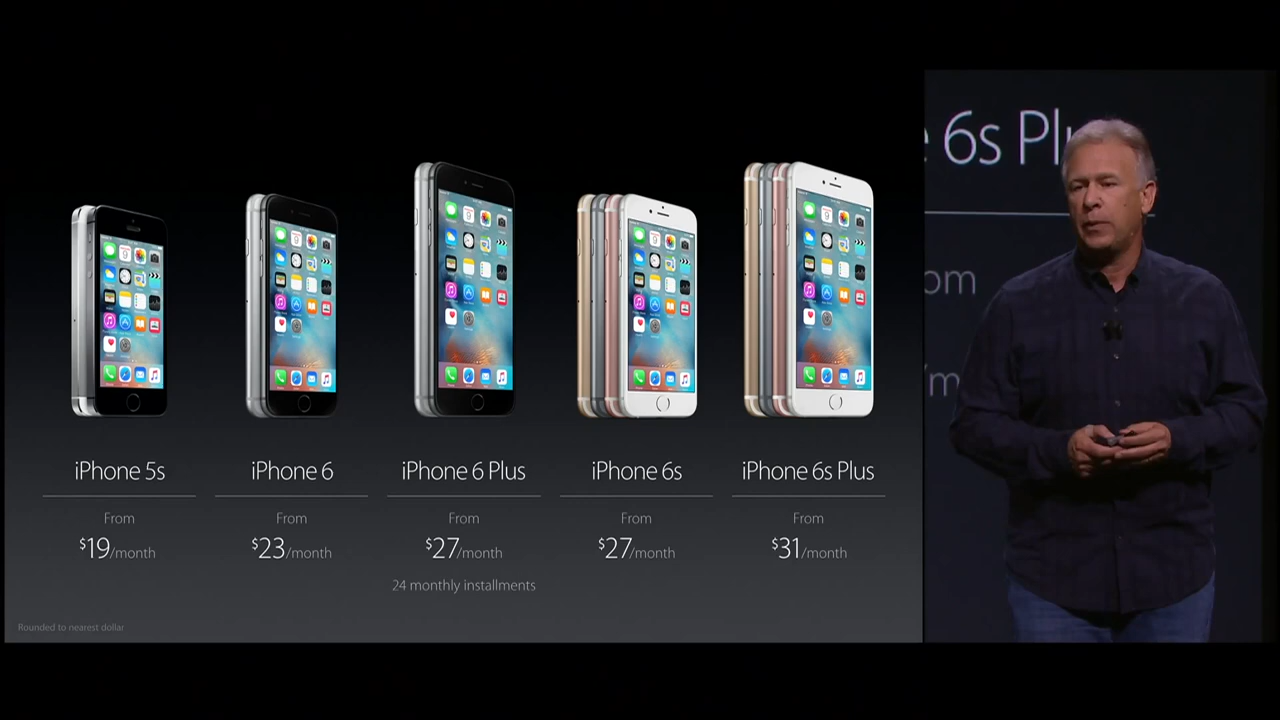 iPhone 5s
From
$19/month
iPhone 6
From
$23/month
iPhone 6 Plus
From
$27/month
24 monthly installments
iPhone 6s
From
$27/month
iPhone 6s Plus
From
$31/month
Rounded to nearest dollar
6s Plu
om
/m